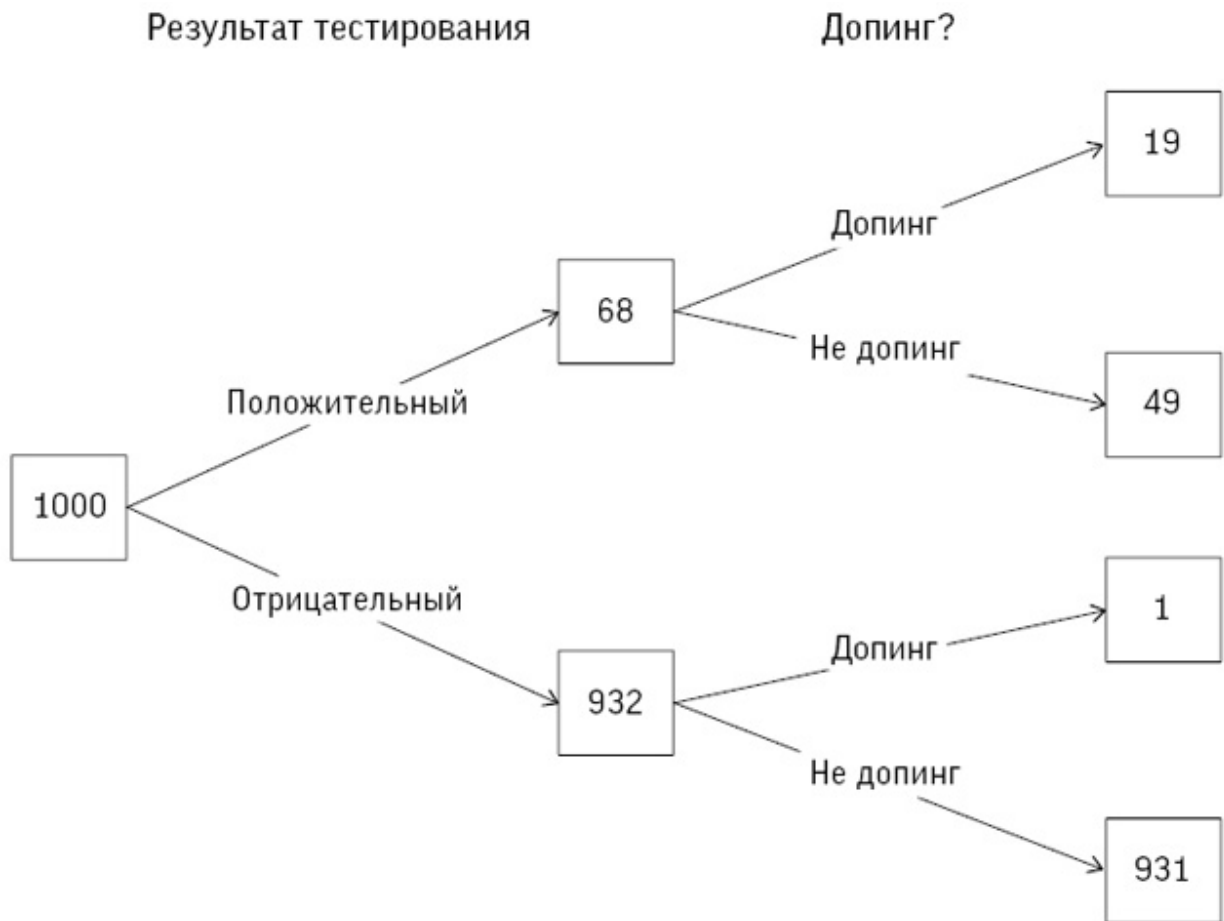 Результат тестирования
Допинг?
19
Допинг
68
Не допинг
49
Положительный
1000
Отрицательный
1
Допинг
932
Не допинг
931